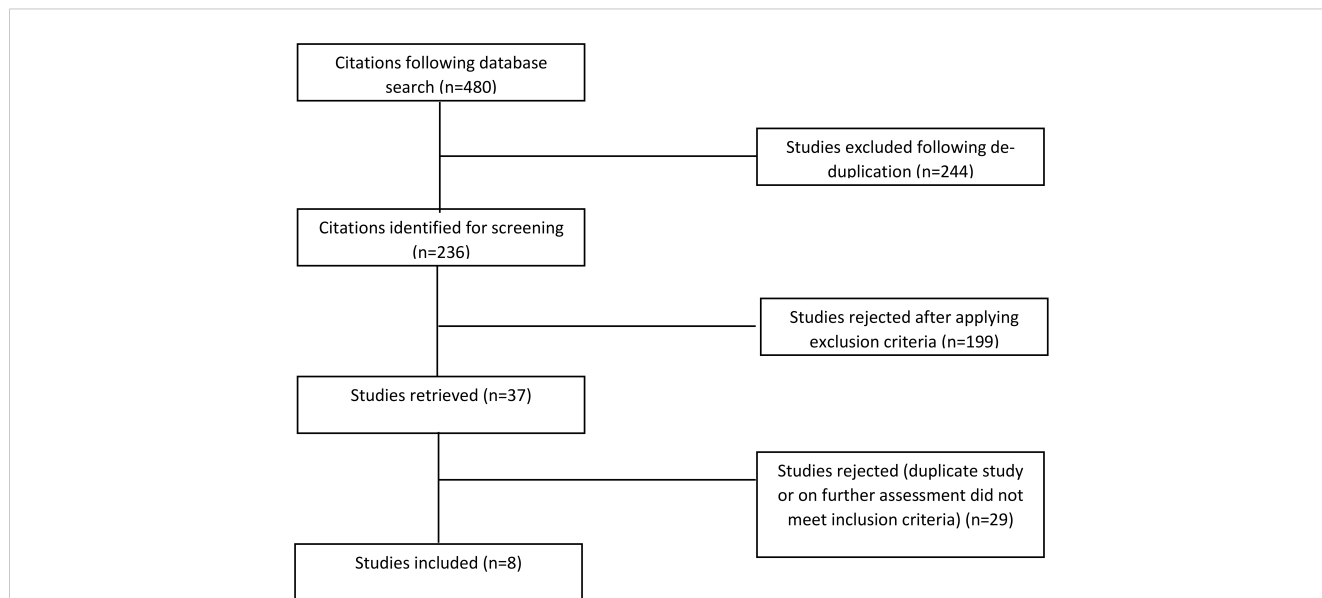 Citations following database
search (n=480)
Studies excluded following de-
duplication (n=244)
Citations identified for screening
(n=236)
Studies rejected after applying
exclusion criteria (n=199)
Studies retrieved (n=37)
Studies rejected (duplicate study
or on further assessment did not
meet inclusion criteria) (n=29)
Studies included (n=8)